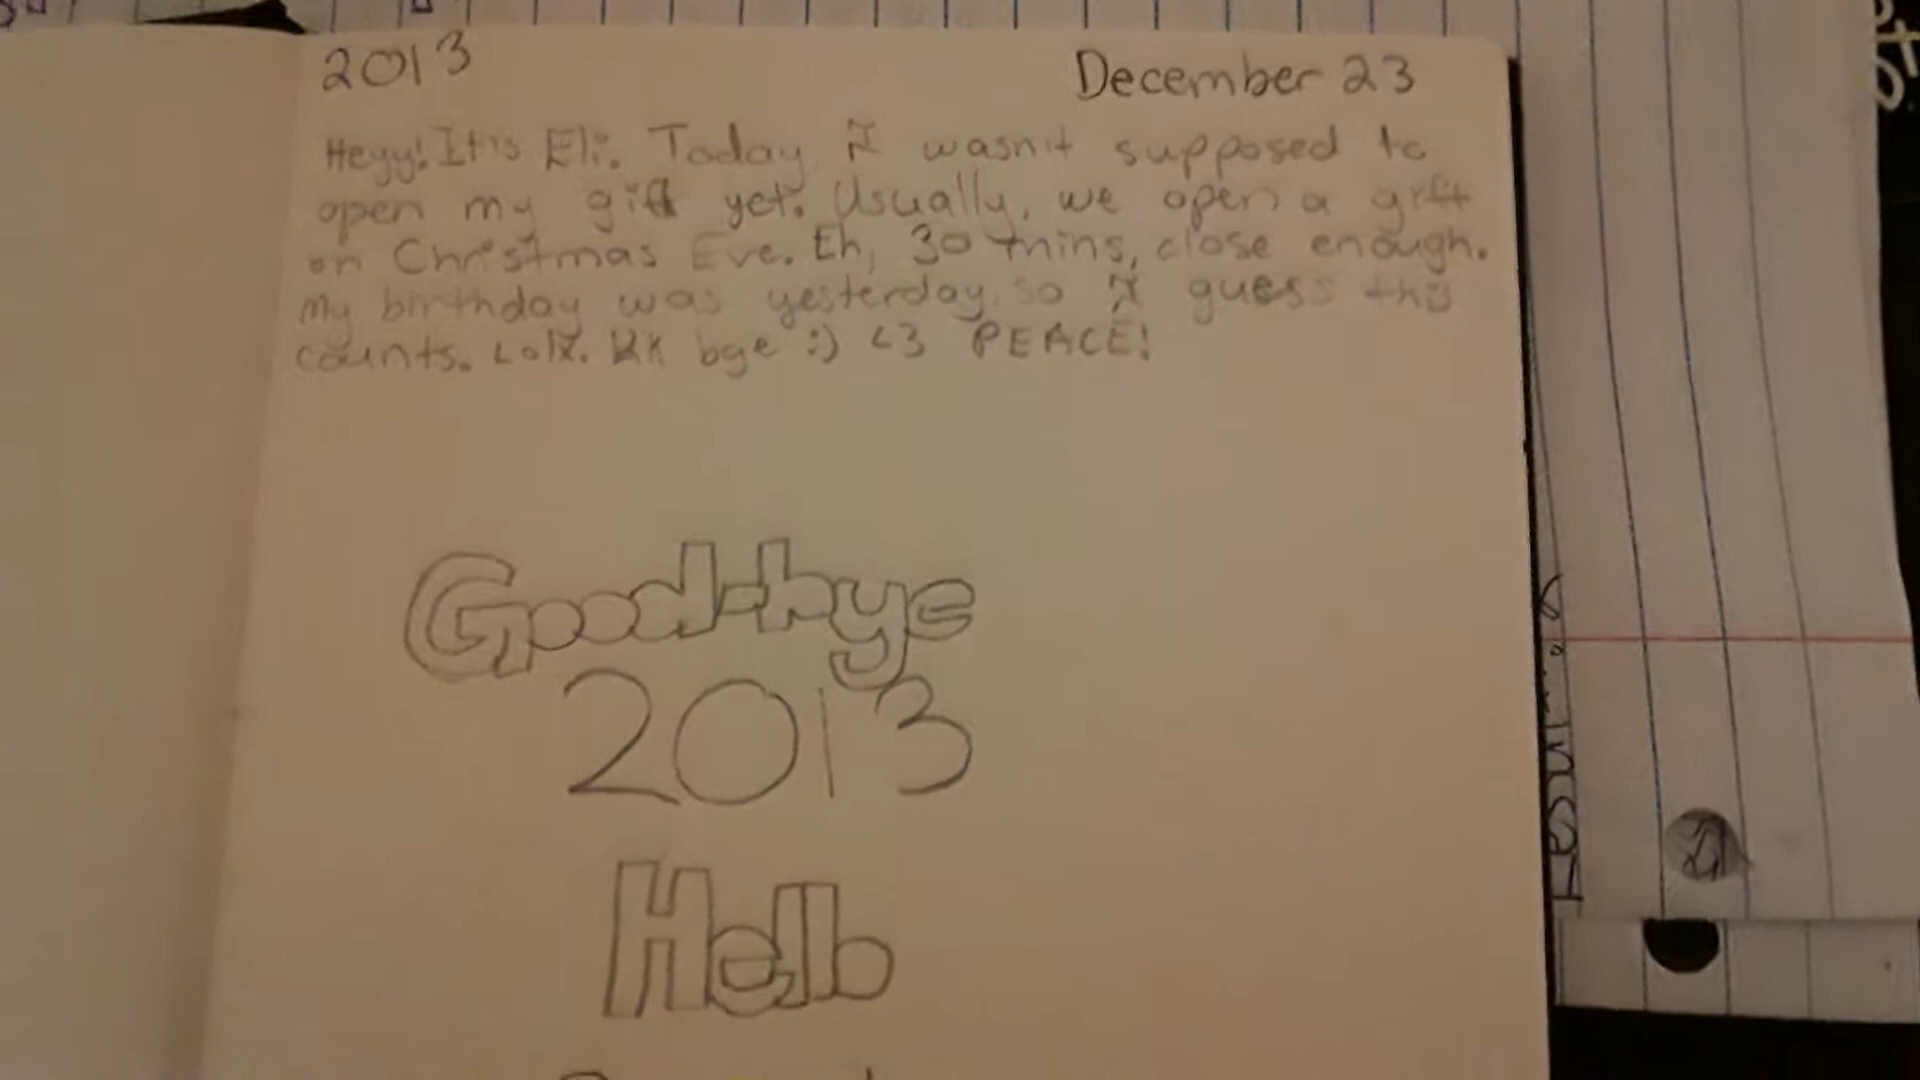 2013 December 23
Heyy! It's Eli. Today I wasn't supposed to
open my gift yet. Usually, we open a gift
on Christmas Eve. Eh, 30 mins, close enough.
My birthday was yesterday, so I guess this
counts. Lolz. KK bye :) <3 PEACE!
Good-bye
2013
Hello